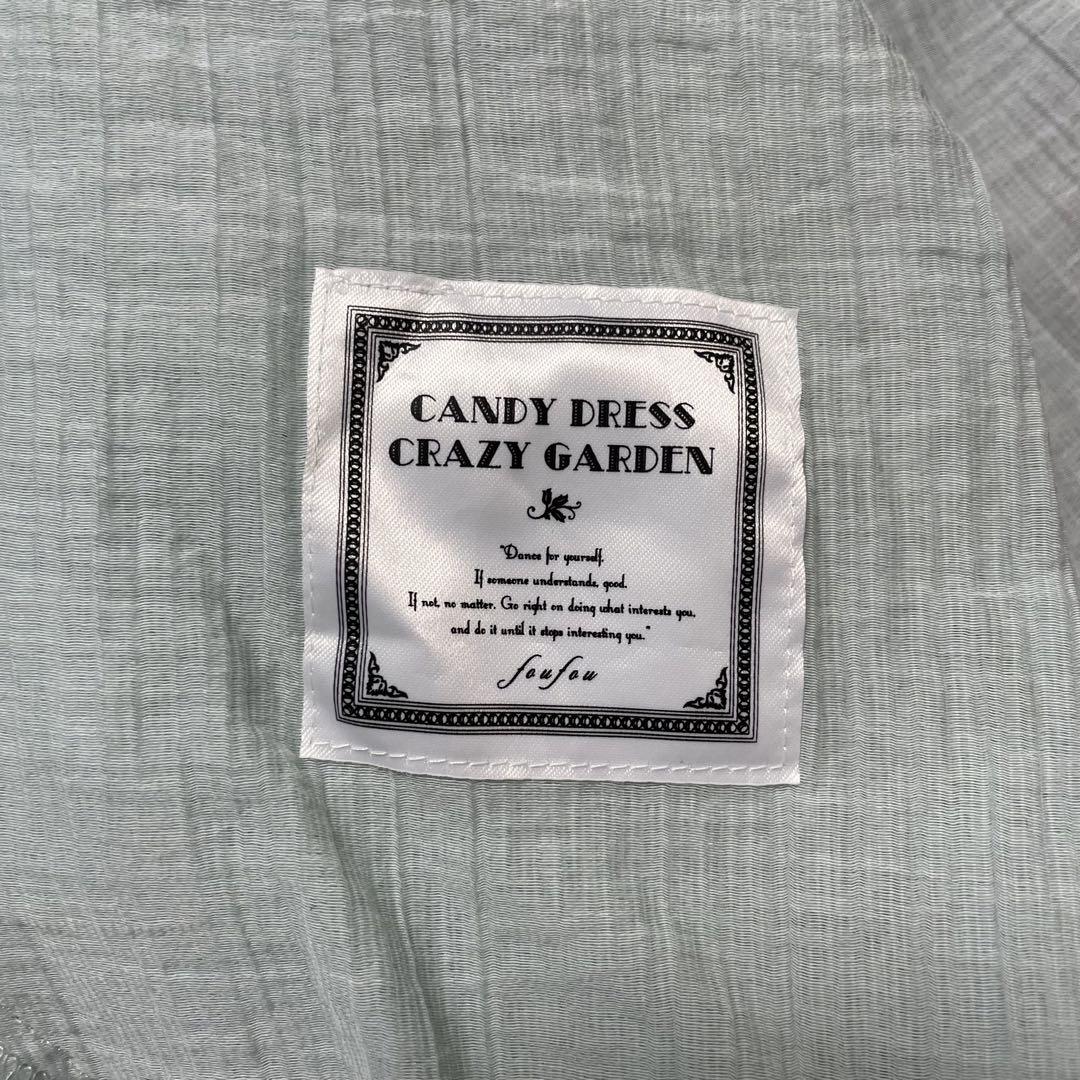 CANDY DRESS
CRAZY GARDEN
"Dance for yourself.
If someone understands, good.
If not, no matter. Go right on doing what interests you,
and do it until it stops interesting you."
foufou